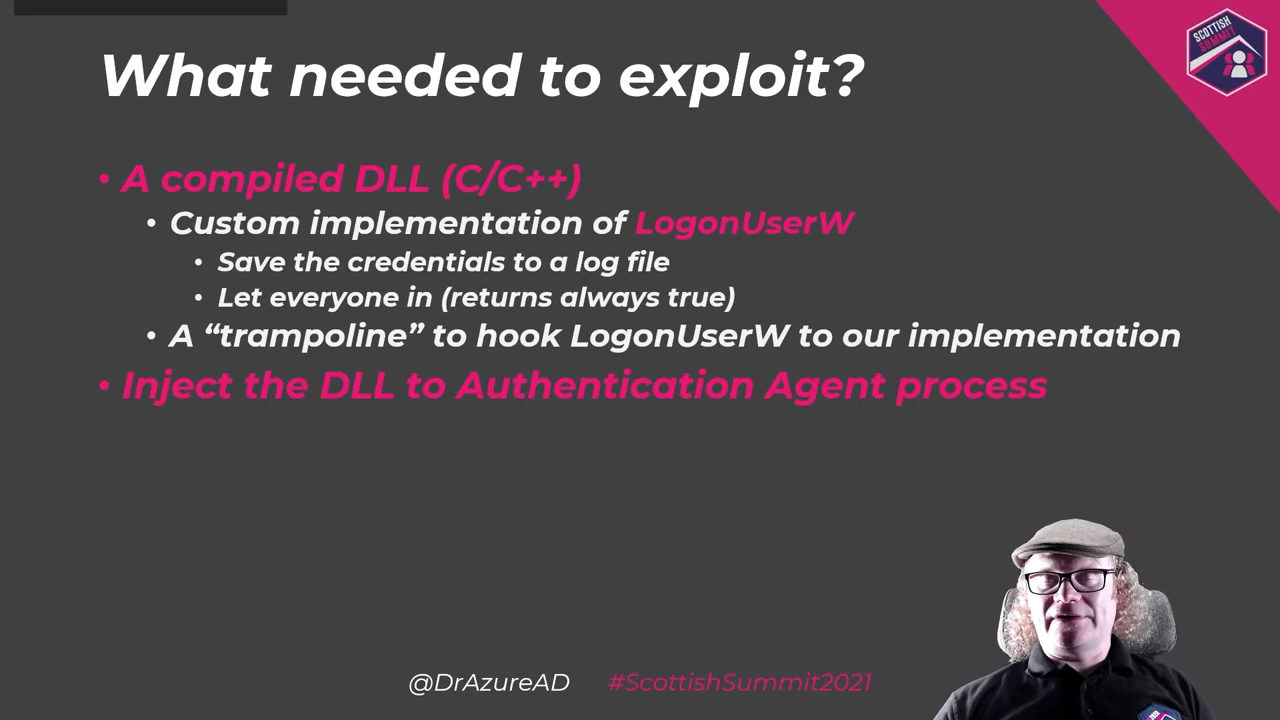 SCOTTISH
SUMMIT
What needed to exploit?
• A compiled DLL (C/C++)
• Custom implementation of LogonUserW
• Save the credentials to a log file
• Let everyone in (returns always true)
• A “trampoline” to hook LogonUserW to our implementation
• Inject the DLL to Authentication Agent process
@DrAzureAD #ScottishSummit2021